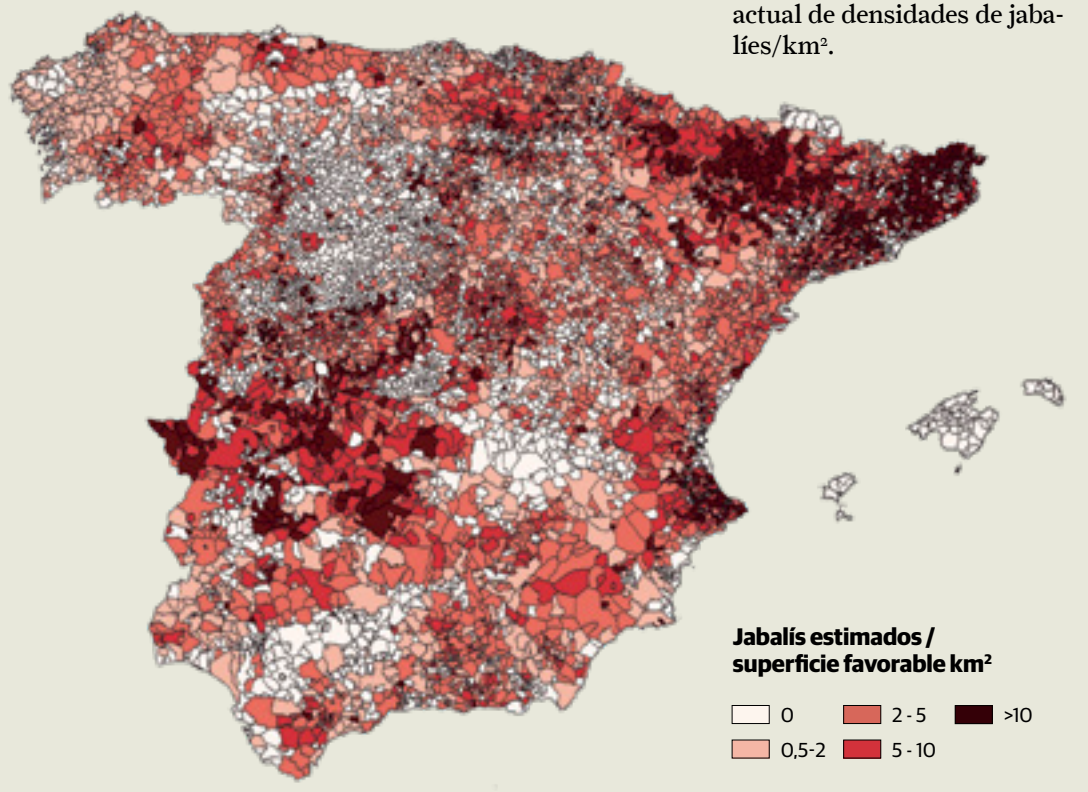 actual de densidades de jaba-
líes/km².
Jabalís estimados /
superficie favorable km²
0
2 - 5
>10
0,5-2
5 - 10